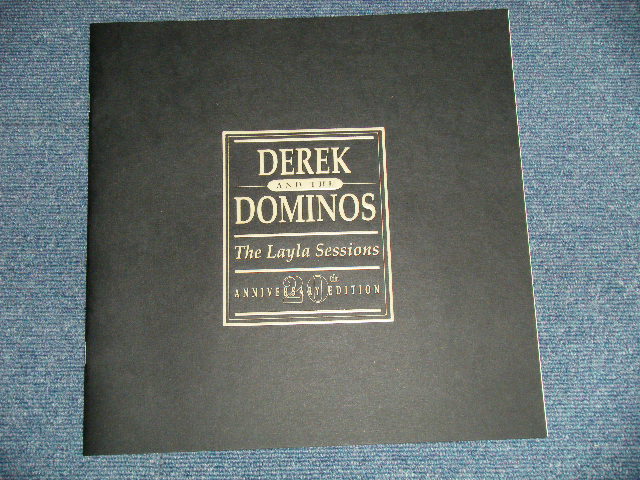 DEREK
AND THE
DOMINOS
The Layla Sessions
20th
ANNIVERSARY EDITION